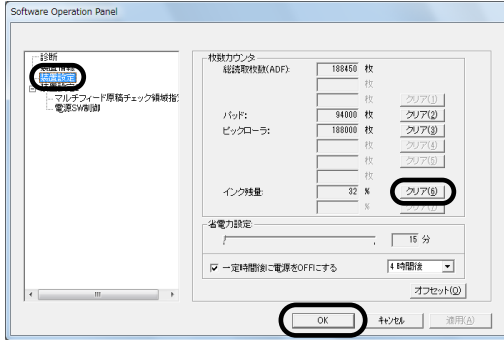 Software Operation Panel
診断
装置設定
マルチフィード原稿チェック領域指
電源SW制御
枚数カウンタ
総読取枚数(ADF): 188450 枚
枚
枚 クリア(1)
パッド: 94000 枚 クリア(2)
ピックローラ: 188000 枚 クリア(3)
枚 クリア(4)
枚 クリア(5)
枚
インク残量: 32 % クリア(6)
% クリア(7)
省電力設定
15 分
一定時間後に電源をOFFにする 4 時間後
オフセット(O)
OK キャンセル 適用(A)